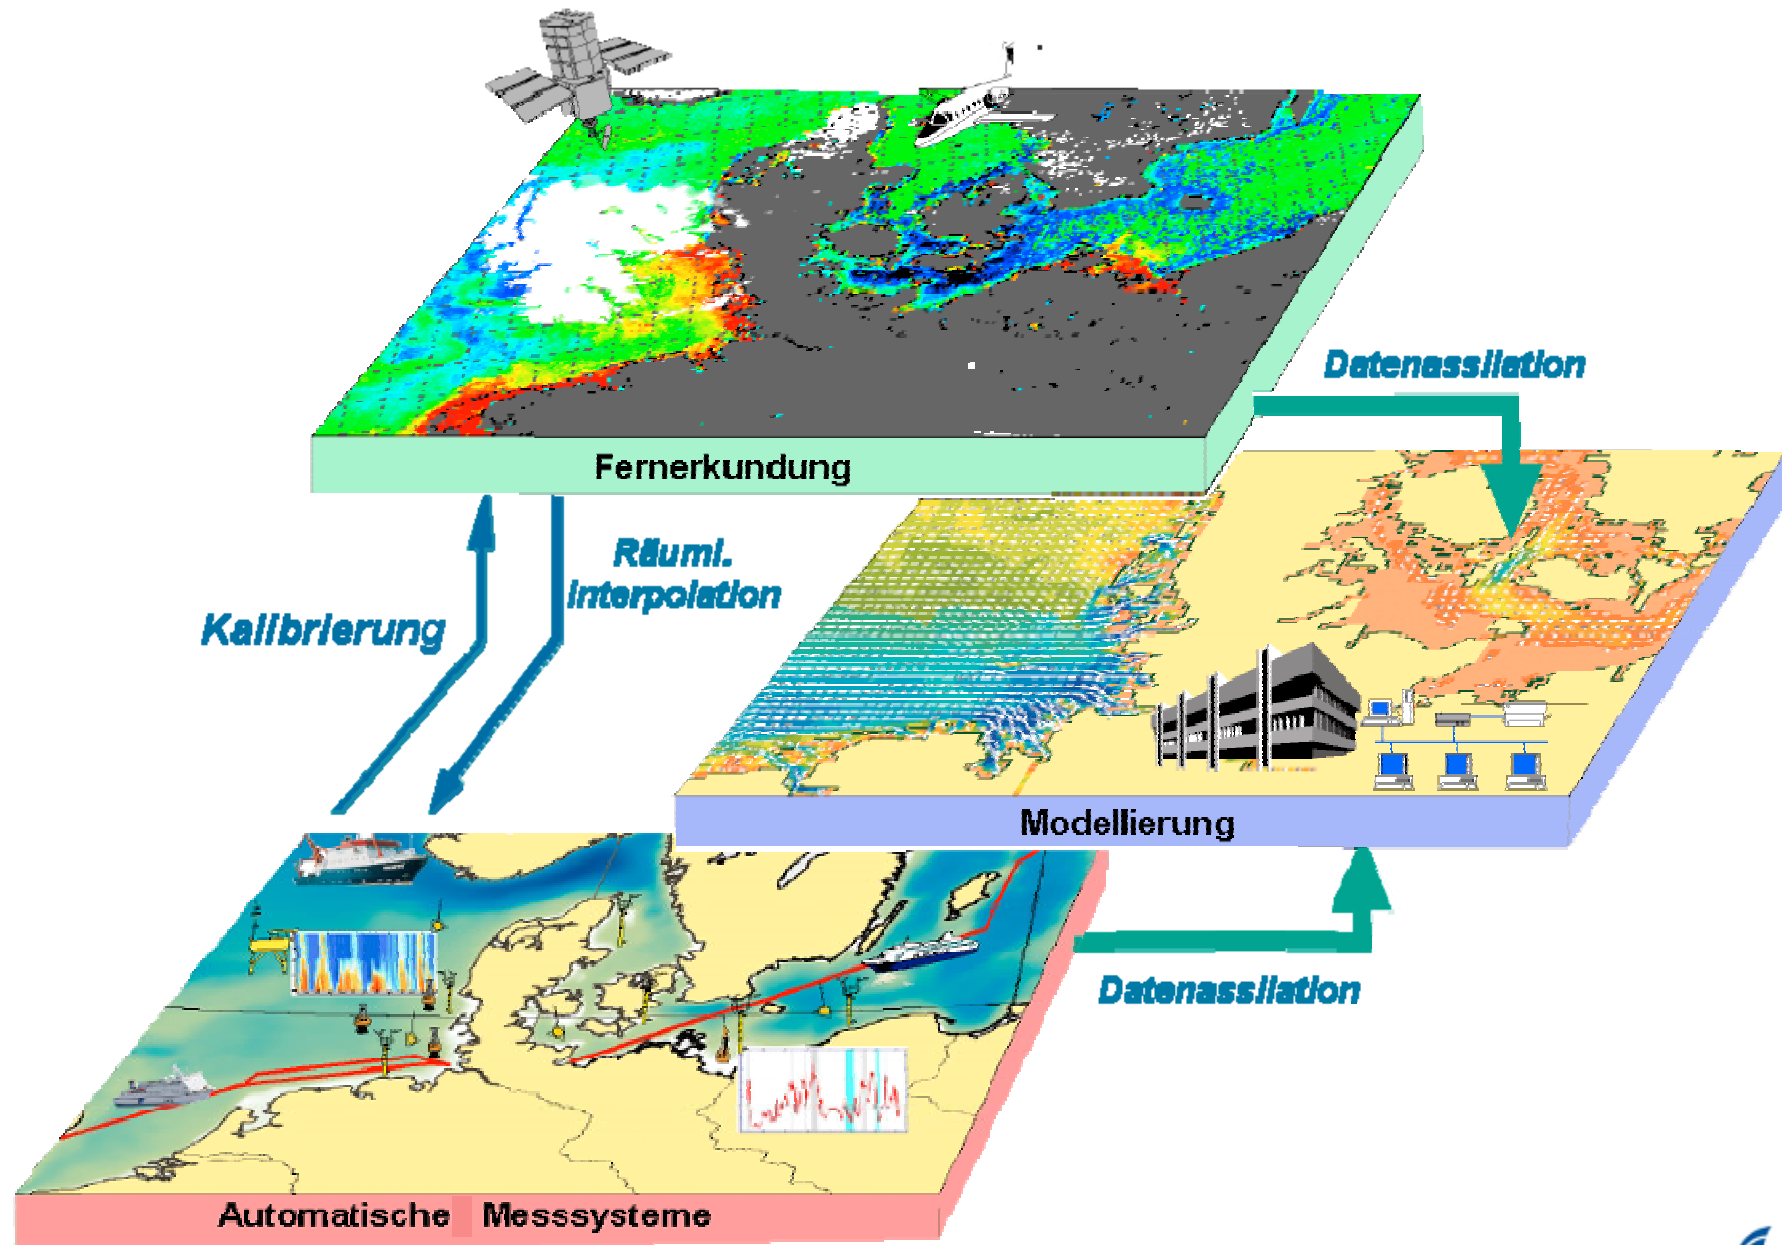 Datenassilation
Fernerkundung
Räuml.
Interpolation
Kalibrierung
Modellierung
Datenassilation
Automatische Messsysteme